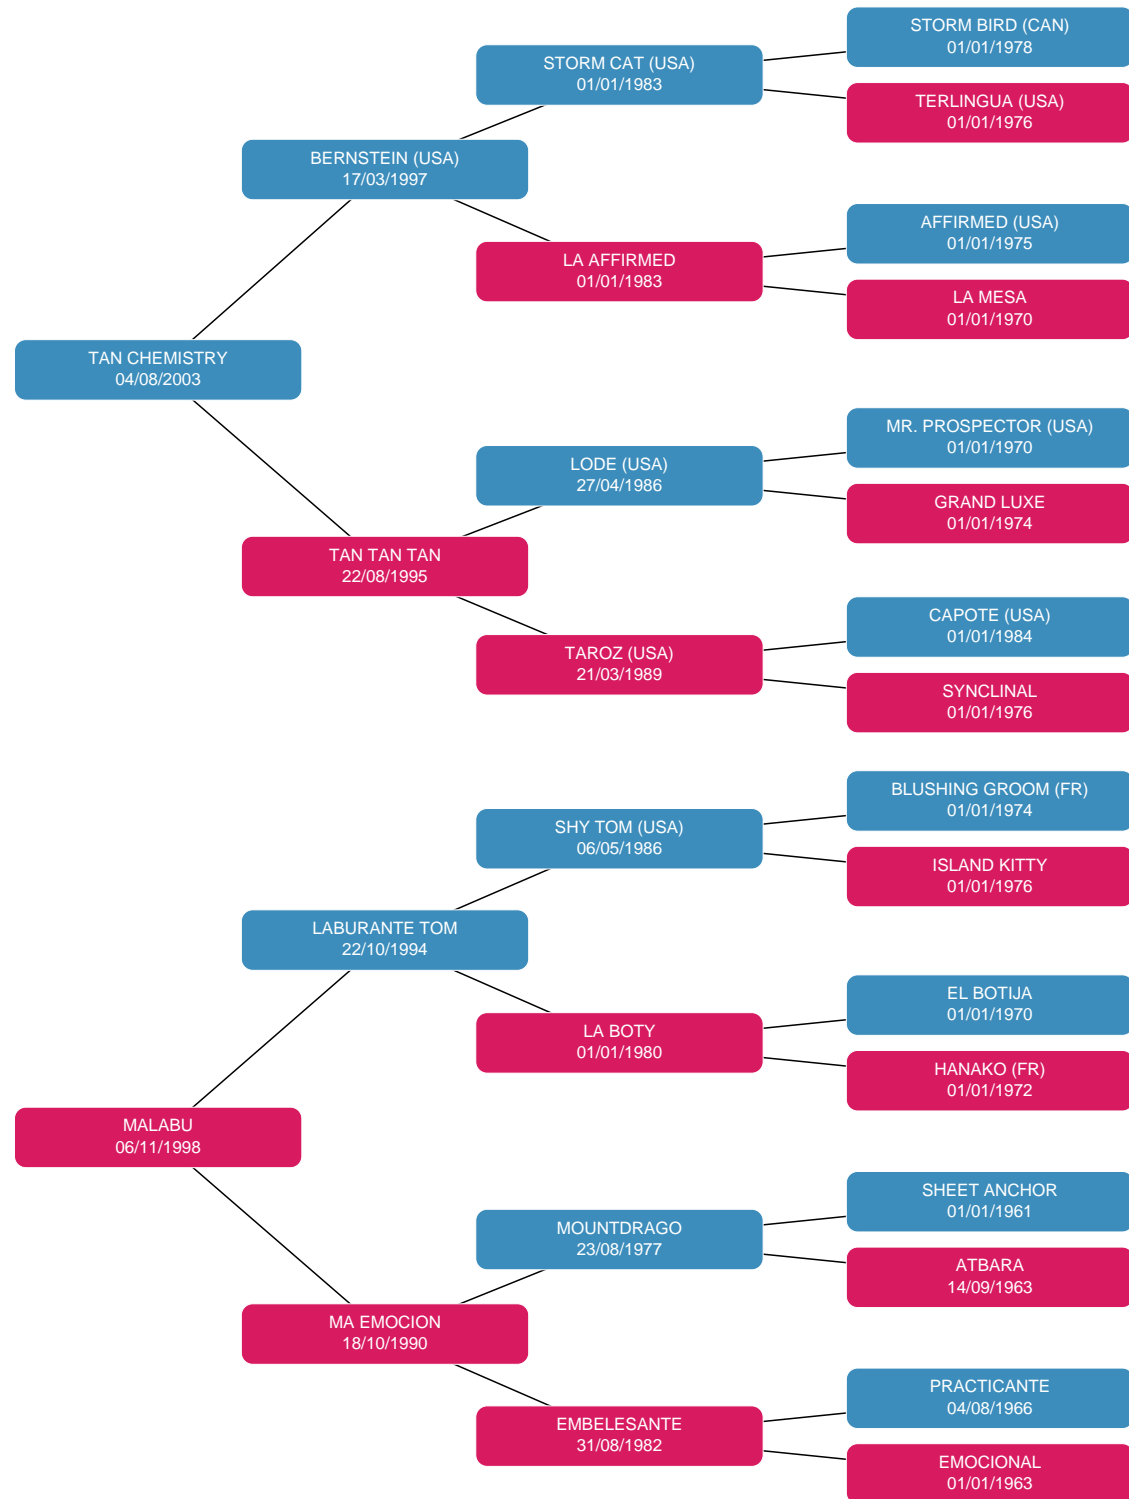 STORM BIRD (CAN)
01/01/1978
STORM CAT (USA)
01/01/1983
TERLINGUA (USA)
01/01/1976
BERNSTEIN (USA)
17/03/1997
AFFIRMED (USA)
01/01/1975
LA AFFIRMED
01/01/1983
LA MESA
01/01/1970
TAN CHEMISTRY
04/08/2003
MR. PROSPECTOR (USA)
01/01/1970
LODE (USA)
27/04/1986
GRAND LUXE
01/01/1974
TAN TAN TAN
22/08/1995
CAPOTE (USA)
01/01/1984
TAROZ (USA)
21/03/1989
SYNCLINAL
01/01/1976
BLUSHING GROOM (FR)
01/01/1974
SHY TOM (USA)
06/05/1986
ISLAND KITTY
01/01/1976
LABURANTE TOM
22/10/1994
EL BOTIJA
01/01/1970
LA BOTY
01/01/1980
HANAKO (FR)
01/01/1972
MALABU
06/11/1998
SHEET ANCHOR
01/01/1961
MOUNTDRAGO
23/08/1977
ATBARA
14/09/1963
MA EMOCION
18/10/1990
PRACTICANTE
04/08/1966
EMBELESANTE
31/08/1982
EMOCIONAL
01/01/1963